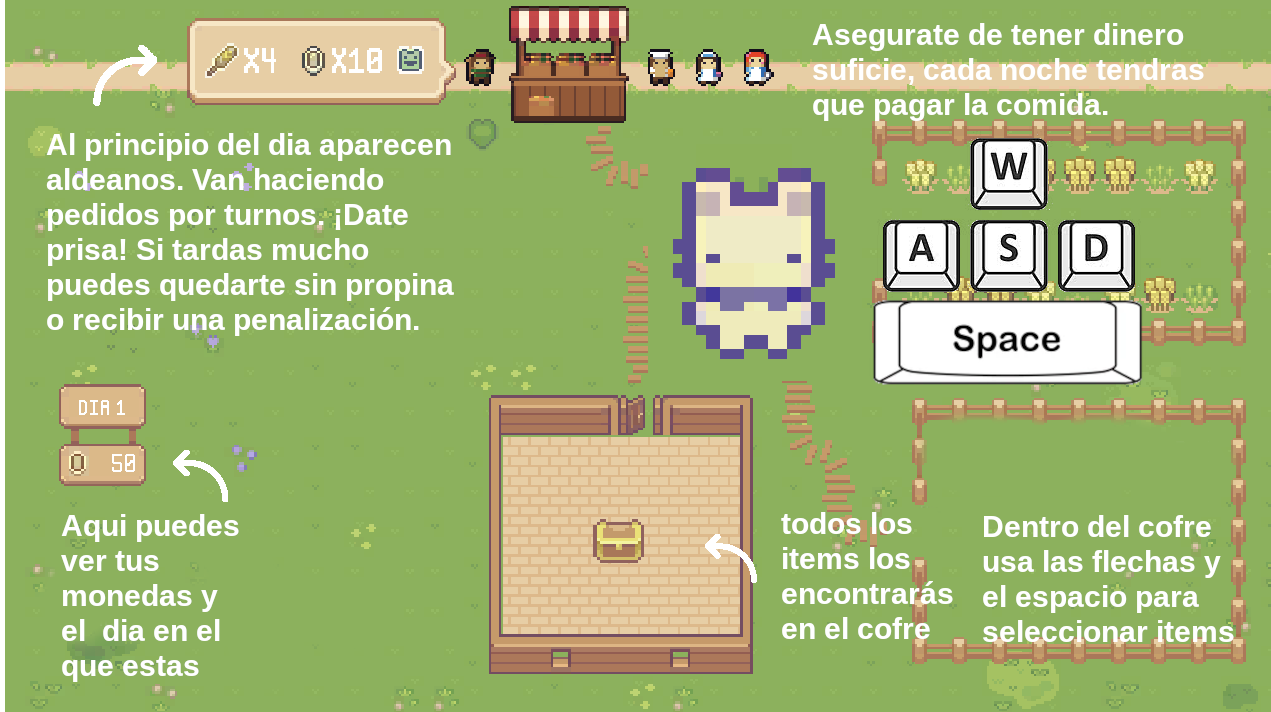 X4 X10
Asegurate de tener dinero
suficie, cada noche tendras
que pagar la comida.
Al principio del dia aparecen
aldeanos. Van haciendo
pedidos por turnos. ¡Date
prisa! Si tardas mucho
puedes quedarte sin propina
o recibir una penalización.
W
A S D
Space
DIA 1
50
Aqui puedes
ver tus
monedas y
el  dia en el
que estas
todos los
items los
encontrarás
en el cofre
Dentro del cofre
usa las flechas y
el espacio para
seleccionar items